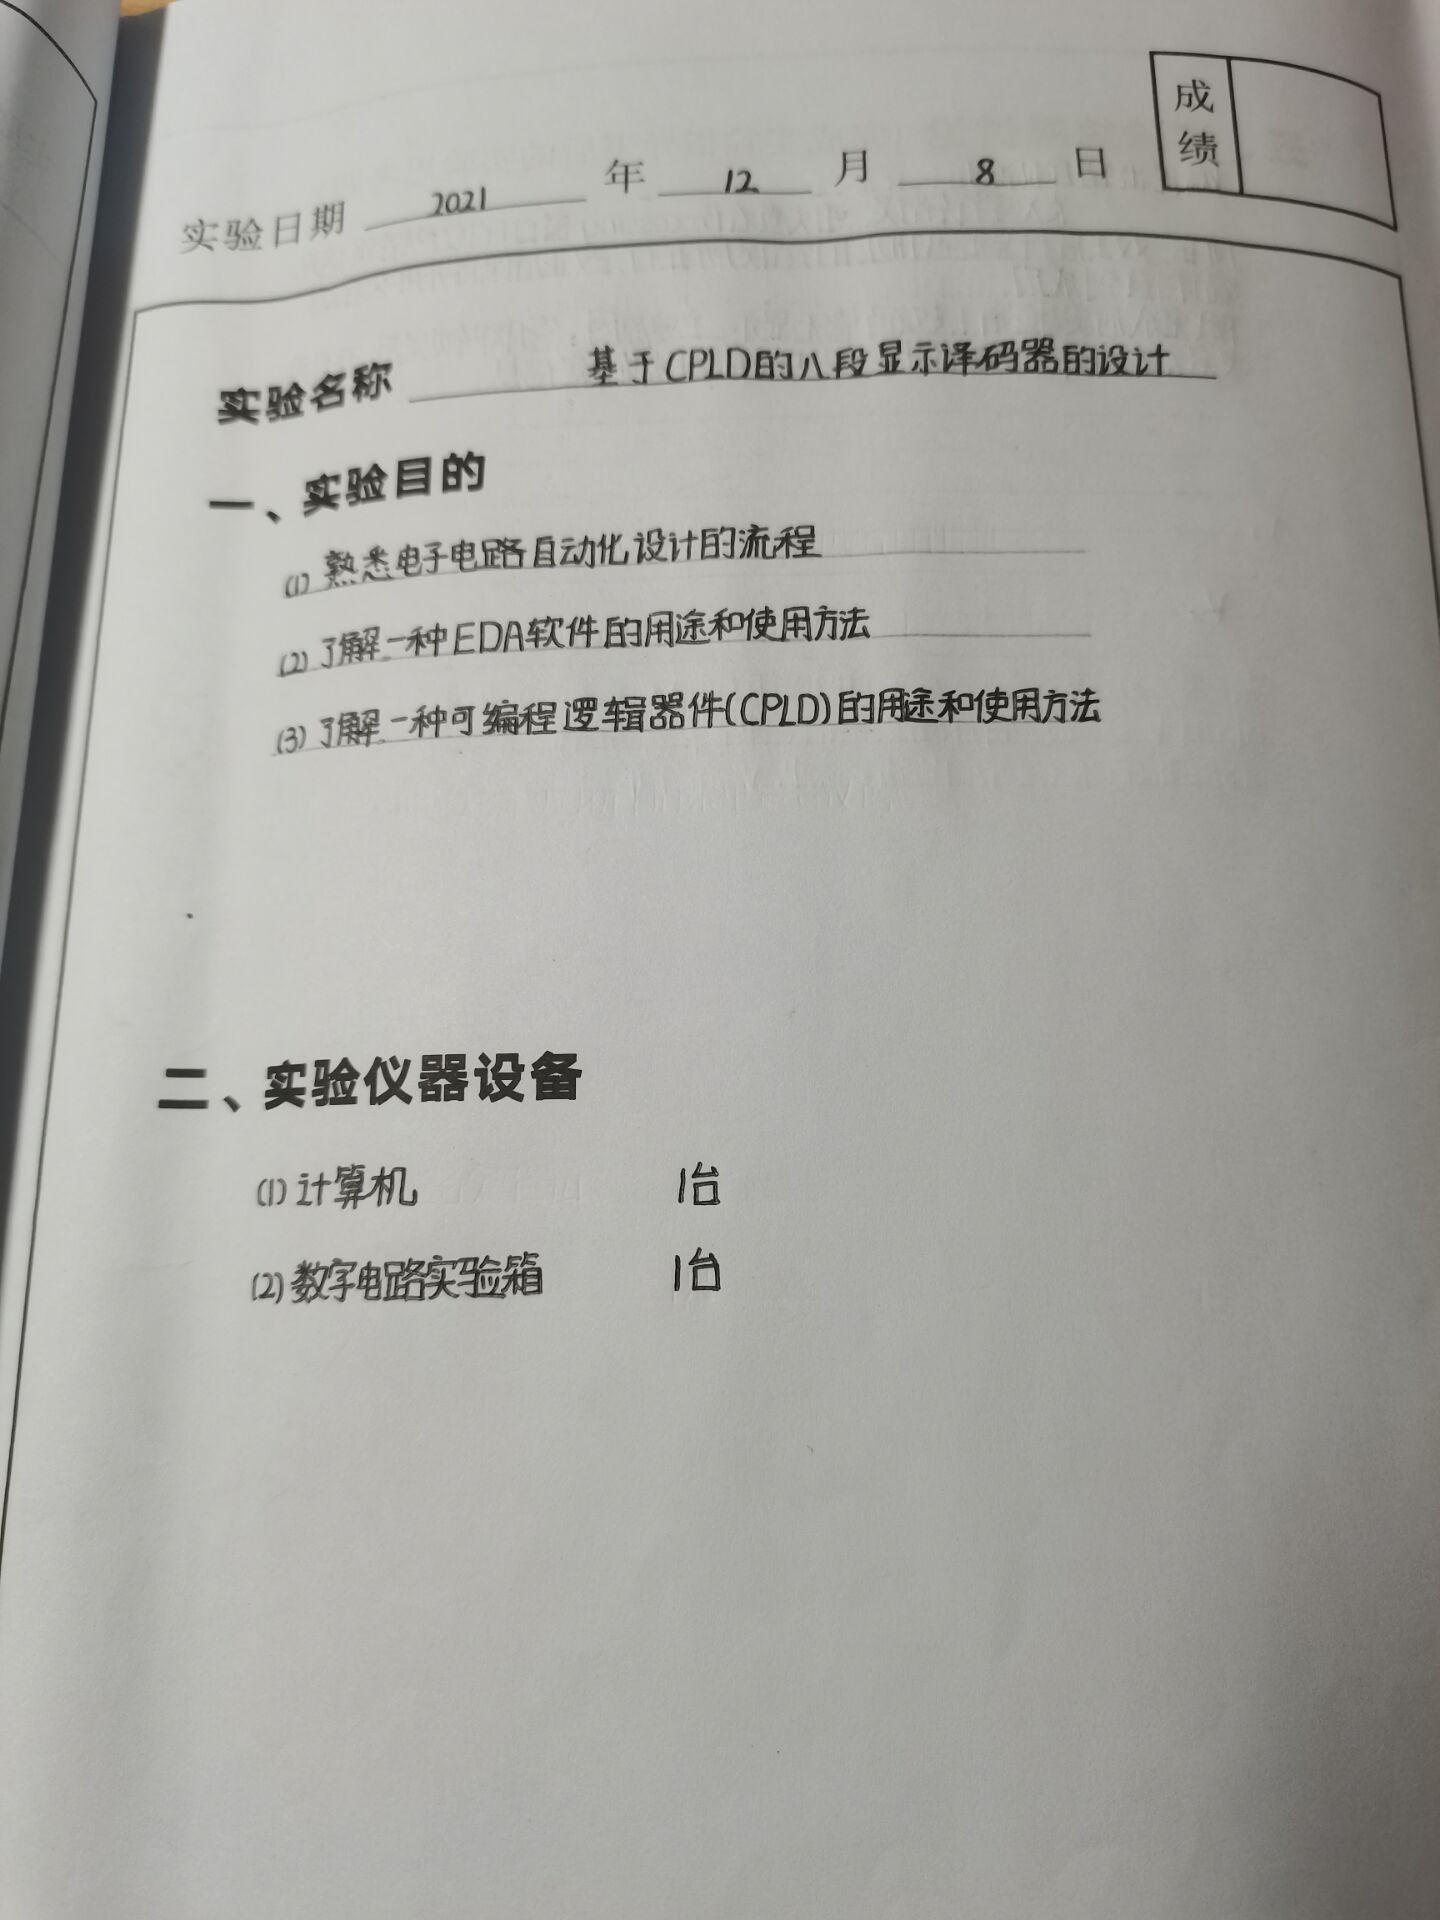 成绩
实验日期 2021 年 12 月 8 日
实验名称 基于CPLD的八段显示译码器的设计
一、实验目的
(1) 熟悉电子电路自动化设计的流程
(2) 了解一种EDA软件的用途和使用方法
(3) 了解一种可编程逻辑器件(CPLD)的用途和使用方法
二、实验仪器设备
(1) 计算机 1台
(2) 数字电路实验箱 1台